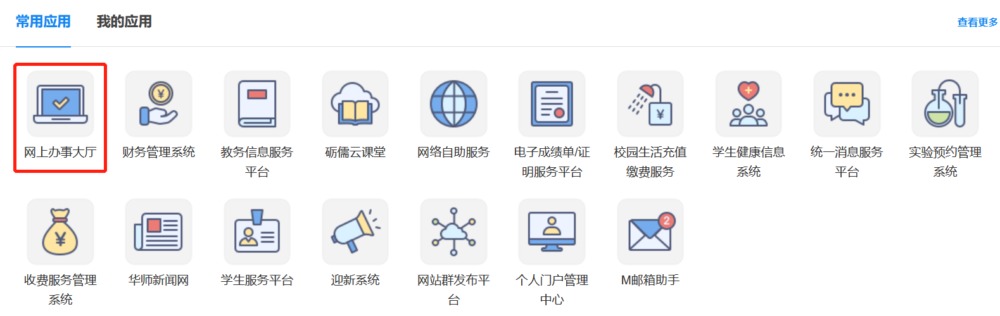 常用应用 我的应用 查看更多
网上办事大厅 财务管理系统 教务信息服务 砺儒云课堂 网络自助服务 电子成绩单/证 校园生活充值 学生健康信息 统一消息服务 实验预约管理
平台 明服务平台 缴费服务 系统 平台 系统
收费服务管理 华师新闻网 学生服务平台 迎新系统 网站群发布平 个人门户管理 M邮箱助手
系统 台 中心
¥
¥
¥
2